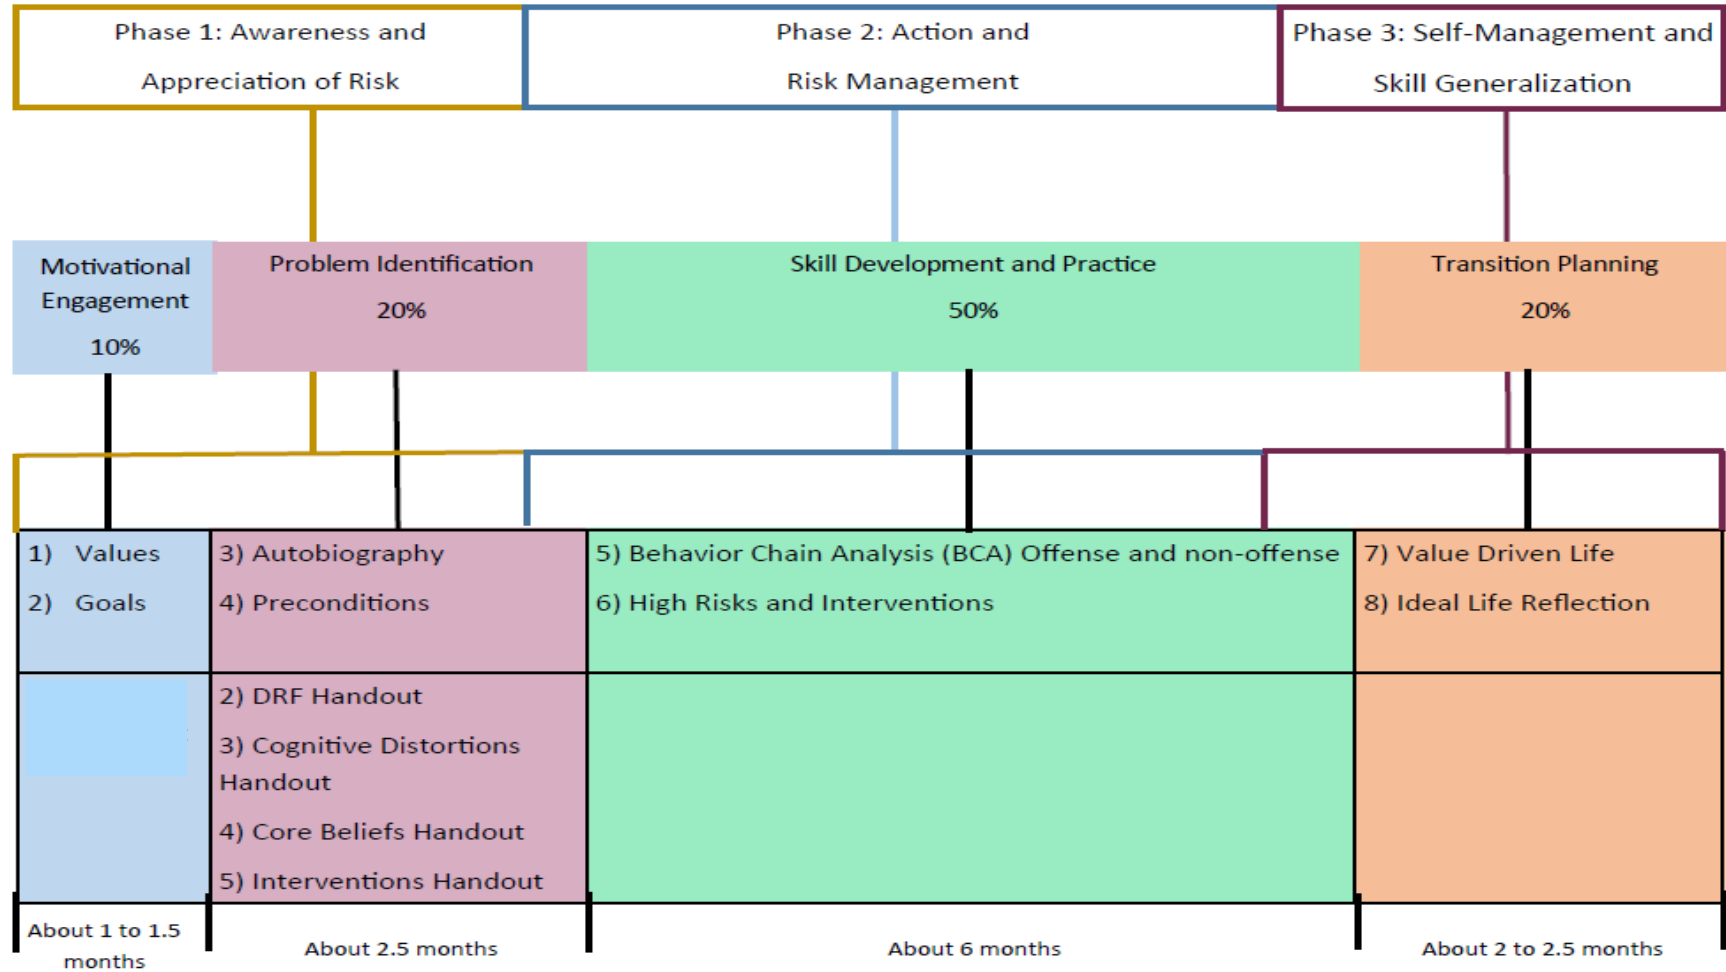 Phase 1: Awareness and
Appreciation of Risk
Phase 2: Action and
Risk Management
Phase 3: Self-Management and
Skill Generalization
Motivational
Engagement
10%
Problem Identification
20%
Skill Development and Practice
50%
Transition Planning
20%
1) Values
2) Goals
3) Autobiography
4) Preconditions
5) Behavior Chain Analysis (BCA) Offense and non-offense
6) High Risks and Interventions
7) Value Driven Life
8) Ideal Life Reflection
2) DRF Handout
3) Cognitive Distortions
Handout
4) Core Beliefs Handout
5) Interventions Handout
About 1 to 1.5
months
About 2.5 months
About 6 months
About 2 to 2.5 months